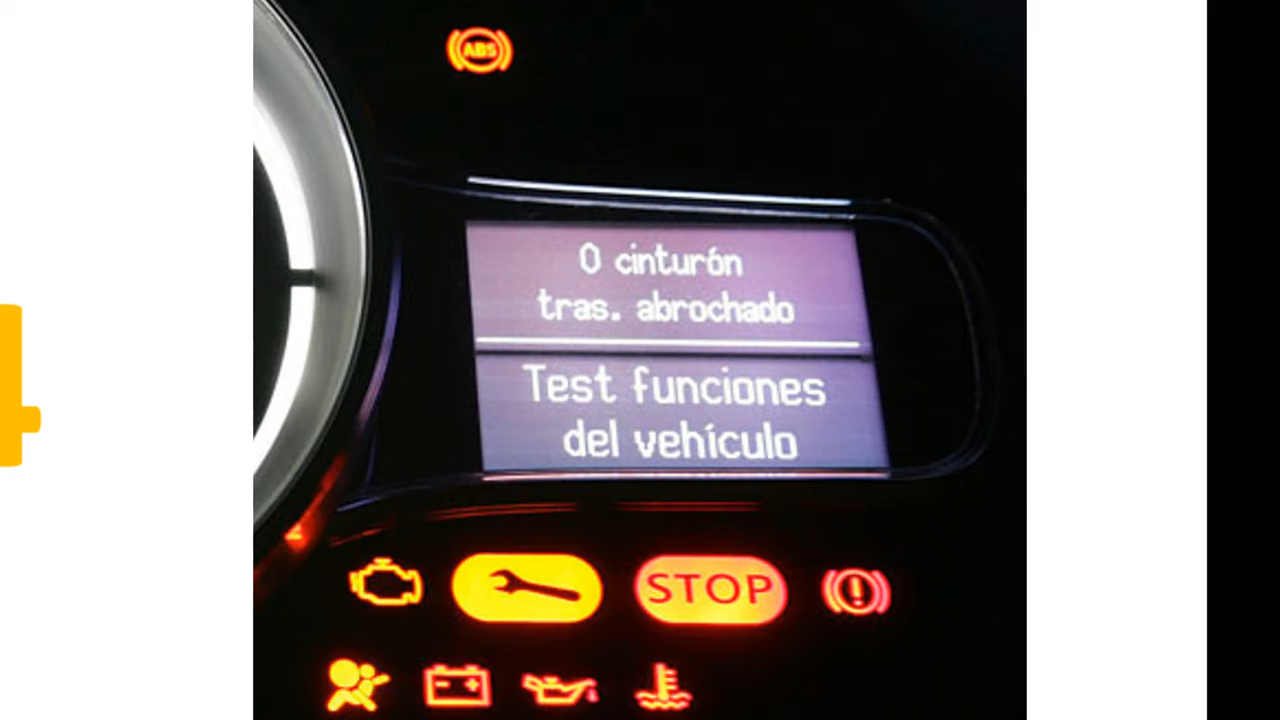 ABS
0 cinturón
tras. abrochado
Test funciones
del vehículo
STOP